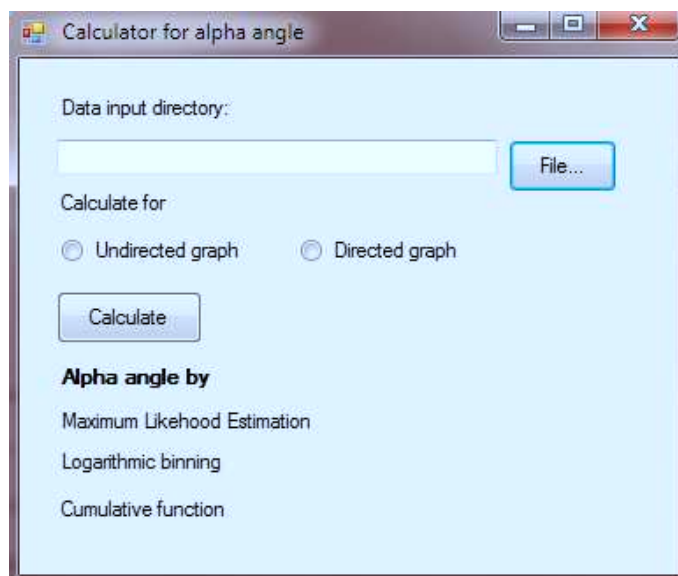 Calculator for alpha angle
Data input directory:
File...
Calculate for
Undirected graph Directed graph
Calculate
Alpha angle by
Maximum Likehood Estimation
Logarithmic binning
Cumulative function